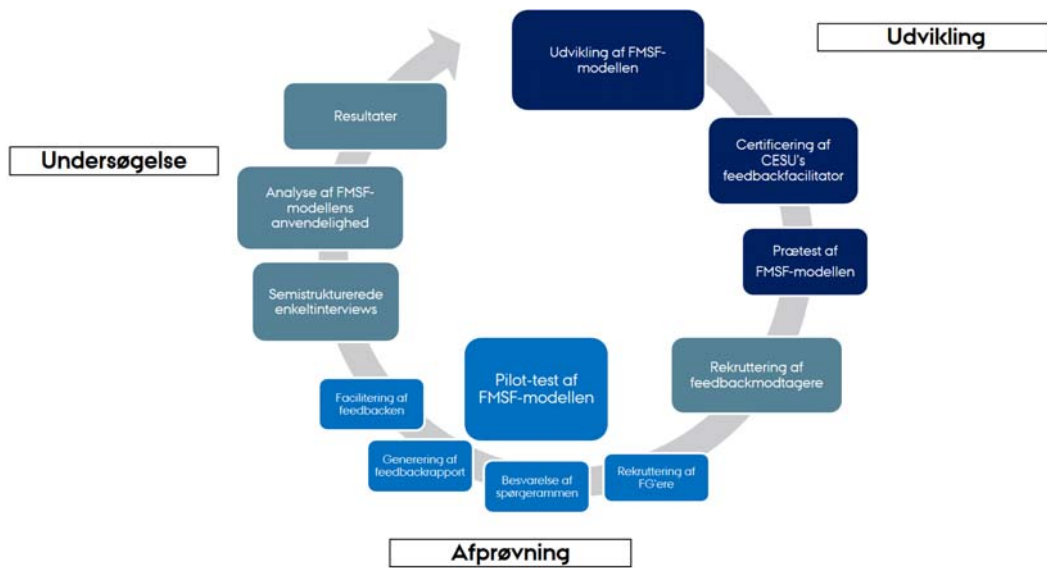 Udvikling
Udvikling af FMSF-
modellen
Certificering af
CESU's
feedbackfacilitator
Prætest af
FMSF-modellen
Rekruttering af
feedbackmodtagere
Rekruttering af
FG'ere
Besvarelse af
spørgerammen
Generering af
feedbackrapport
Facilitering af
feedbacken
Pilot-test af
FMSF-modellen
Afprøvning
Semistrukturerede
enkeltinterviews
Analyse af FMSF-
modellens
anvendelighed
Resultater
Undersøgelse